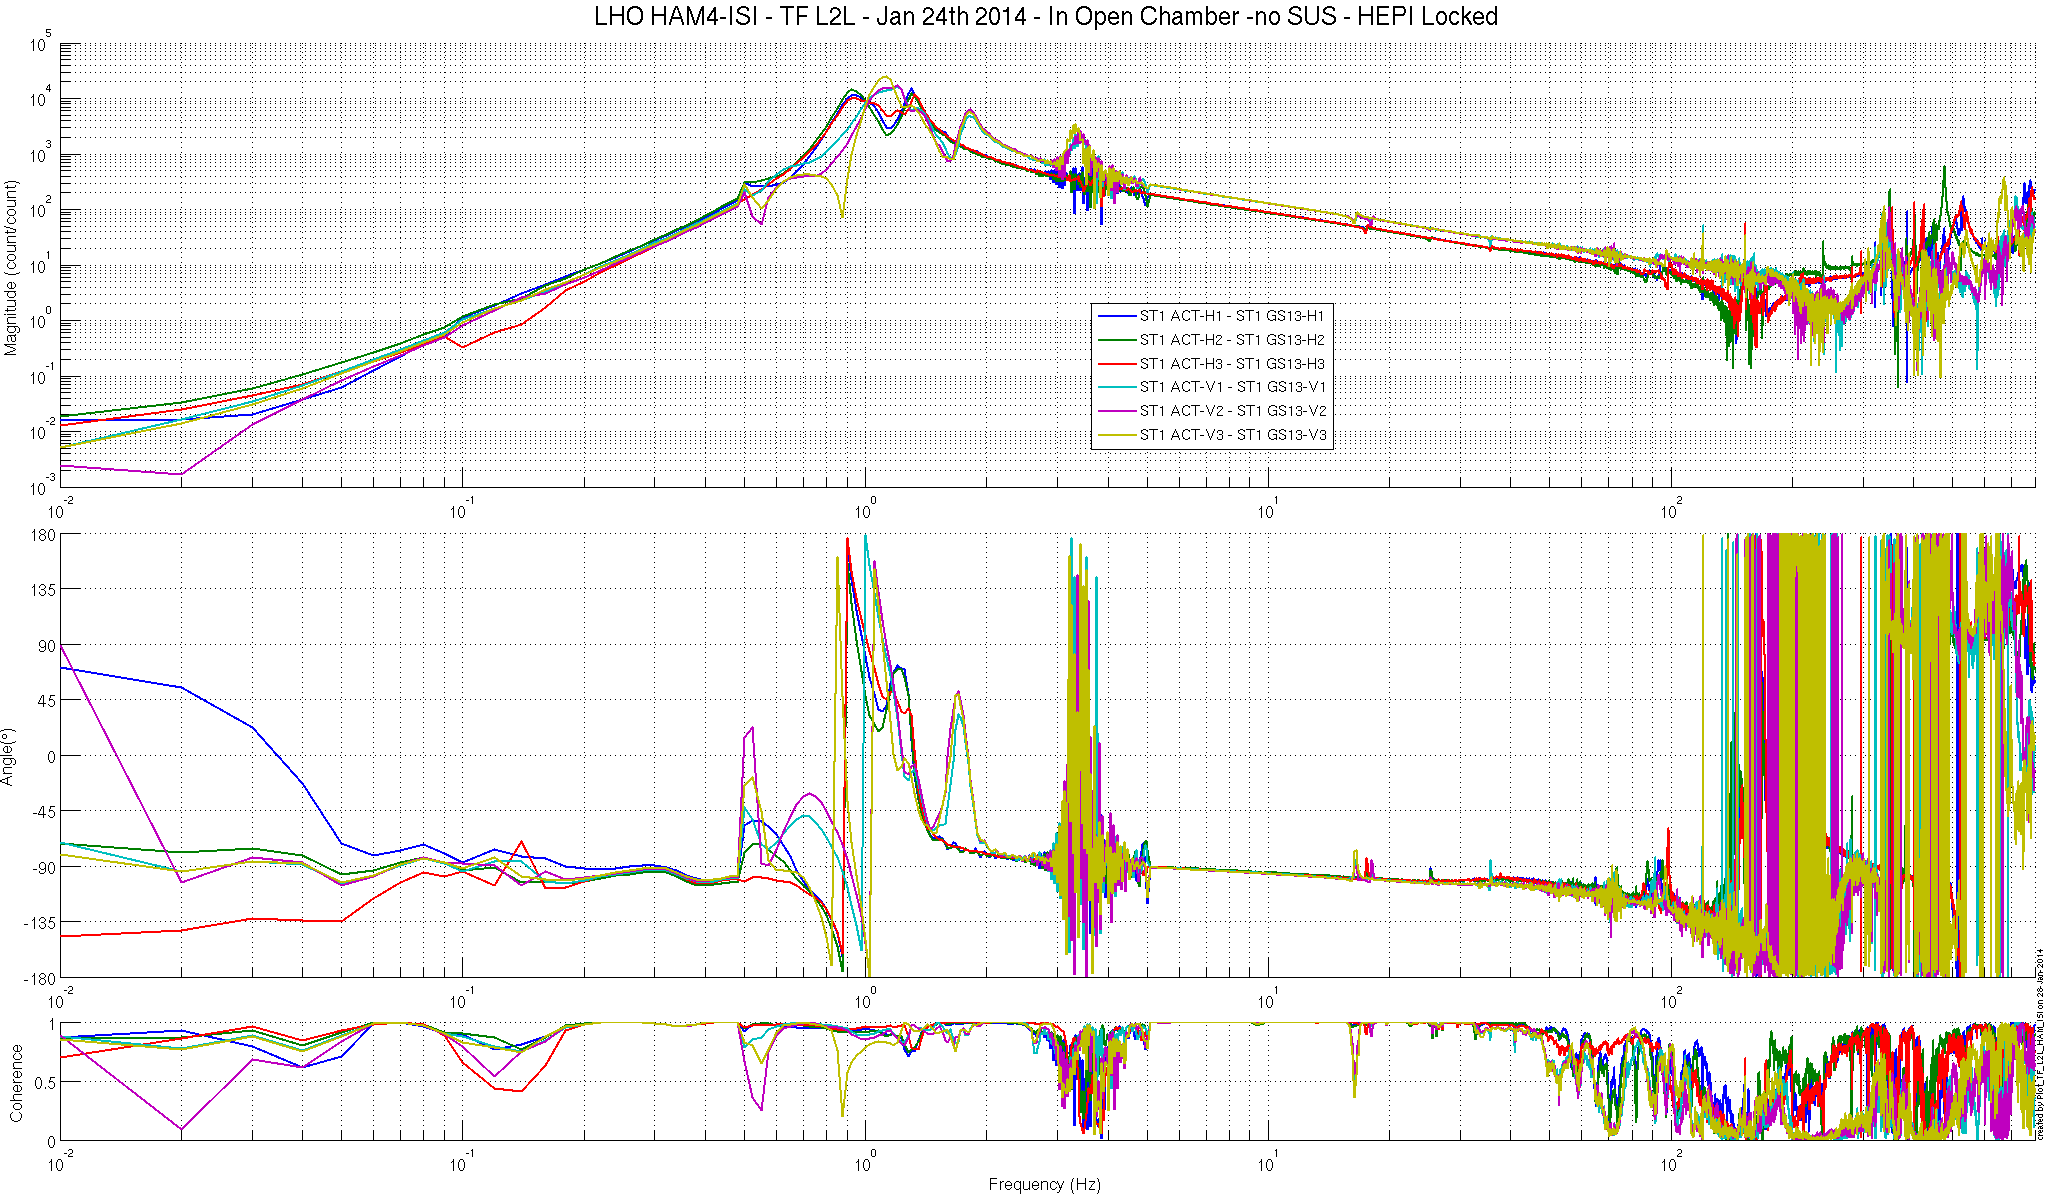 LHO HAM4-ISI - TF L2L - Jan 24th 2014 - In Open Chamber -no SUS - HEPI Locked
Magnitude (count/count)
10^5
10^4
10^3
10^2
10^1
10^0
10^-1
10^-2
10^-3
ST1 ACT-H1 - ST1 GS13-H1
ST1 ACT-H2 - ST1 GS13-H2
ST1 ACT-H3 - ST1 GS13-H3
ST1 ACT-V1 - ST1 GS13-V1
ST1 ACT-V2 - ST1 GS13-V2
ST1 ACT-V3 - ST1 GS13-V3
10^-2 10^-1 10^0 10^1 10^2
Angle(°)
180
135
90
45
0
-45
-90
-135
-180
10^-2 10^-1 10^0 10^1 10^2
Coherence
1
0.5
0
10^-2 10^-1 10^0 10^1 10^2
Frequency (Hz)